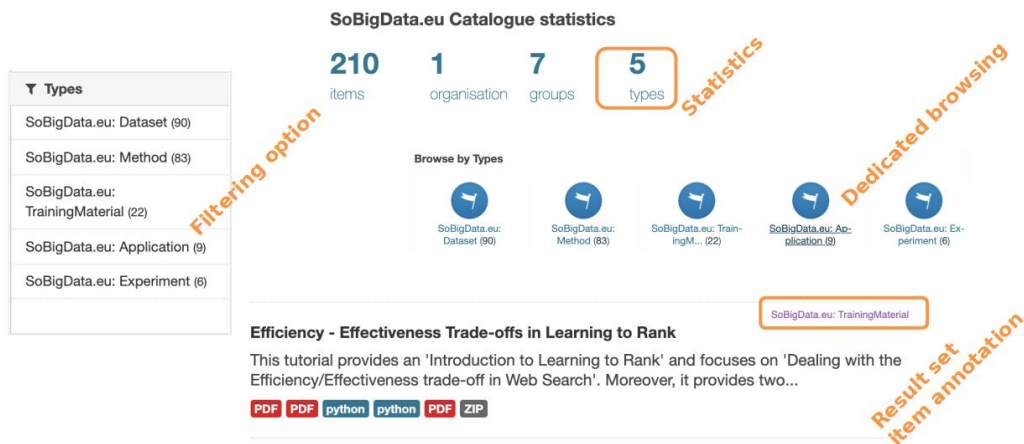 SoBigData.eu Catalogue statistics
210
items
1
organisation
7
groups
5
types
Statistics
Types
SoBigData.eu: Dataset (90)
SoBigData.eu: Method (83)
SoBigData.eu:
TrainingMaterial (22)
SoBigData.eu: Application (9)
SoBigData.eu: Experiment (6)
Filtering option
Browse by Types
SoBigData.eu:
Dataset (90)
SoBigData.eu:
Method (83)
SoBigData.eu: Train-
ingM... (22)
SoBigData.eu: Ap-
plication (9)
SoBigData.eu: Ex-
periment (6)
Dedicated browsing
SoBigData.eu: TrainingMaterial
Efficiency - Effectiveness Trade-offs in Learning to Rank
This tutorial provides an 'Introduction to Learning to Rank' and focuses on 'Dealing with the
Efficiency/Effectiveness trade-off in Web Search'. Moreover, it provides two...
PDF PDF python python PDF ZIP
Result set
item annotation